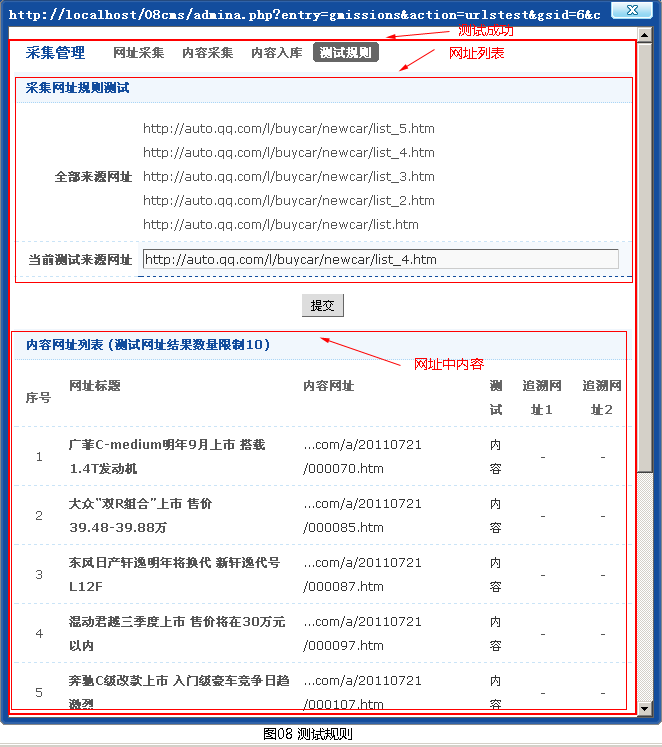 http://localhost/08cms/admina.php?entry=gmissions&action=urlstest&gsid=6&c
测试成功
采集管理 网址采集 内容采集 内容入库 测试规则
网址列表
采集网址规则测试
http://auto.qq.com/l/buycar/newcar/list_5.htm
http://auto.qq.com/l/buycar/newcar/list_4.htm
全部来源网址 http://auto.qq.com/l/buycar/newcar/list_3.htm
http://auto.qq.com/l/buycar/newcar/list_2.htm
http://auto.qq.com/l/buycar/newcar/list.htm
当前测试来源网址 http://auto.qq.com/l/buycar/newcar/list_4.htm
提交
内容网址列表 (测试网址结果数量限制10)
网址中内容
序号 网址标题 内容网址 测试 追溯网址1 追溯网址2
1 广菲C-medium明年9月上市 搭载 ...com/a/20110721 内 - -
1.4T发动机 /000070.htm 容
2 大众"双R组合"上市 售价 ...com/a/20110721 内 - -
39.48-39.88万 /000085.htm 容
3 东风日产轩逸明年将换代 新轩逸代号 ...com/a/20110721 内 - -
L12F /000087.htm 容
4 混动君越三季度上市 售价将在30万元 ...com/a/20110721 内 - -
以内 /000097.htm 容
5 奔驰C级改款上市 入门级豪车竞争日趋 ...com/a/20110721 内 - -
激烈 /000107.htm 容
图08 测试规则